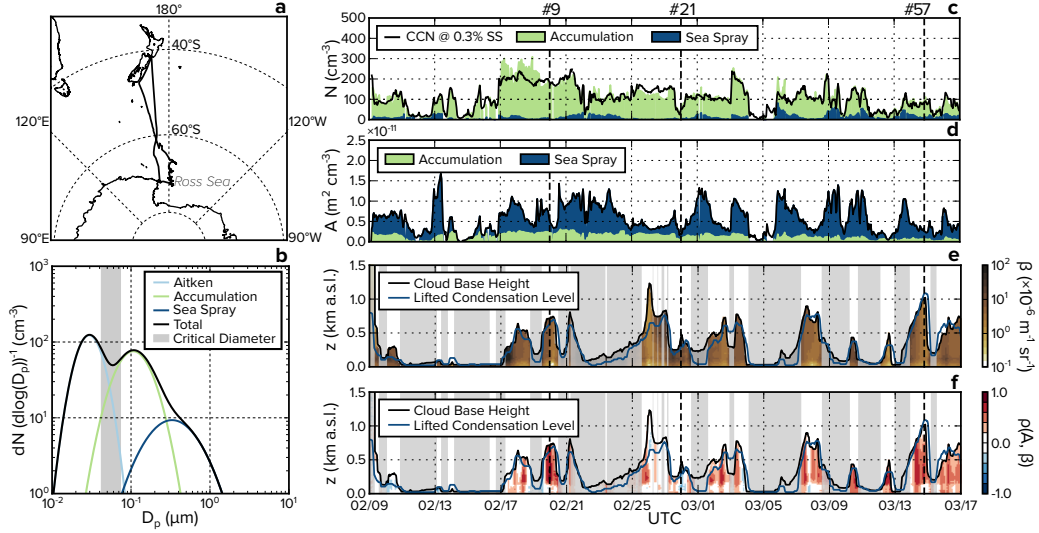 180°
a
40°S
60°S
120°E
120°W
Ross Sea
90°E
90°W
b
Aitken
Accumulation
Sea Spray
Total
Critical Diameter
10³
10²
10¹
10⁰
dN (dlog(Dₚ))⁻¹ (cm⁻³)
10⁻²
10⁻¹
10⁰
10¹
Dₚ (μm)
#9
#21
#57
c
500
400
300
200
100
0
N (cm⁻³)
CCN @ 0.3% SS
Accumulation
Sea Spray
d
×10⁻¹¹
2.5
2.0
1.5
1.0
0.5
0.0
A (m² cm⁻³)
Accumulation
Sea Spray
e
1.5
1.0
0.5
0.0
z (km a.s.l.)
Cloud Base Height
Lifted Condensation Level
10²
10¹
10⁰
10⁻¹
β (×10⁻⁶ m⁻¹ sr⁻¹)
f
1.5
1.0
0.5
0.0
z (km a.s.l.)
Cloud Base Height
Lifted Condensation Level
1.0
0.5
0.0
-0.5
-1.0
ρ(A, β)
02/09
02/13
02/17
02/21
02/25
03/01
03/05
03/09
03/13
03/17
UTC